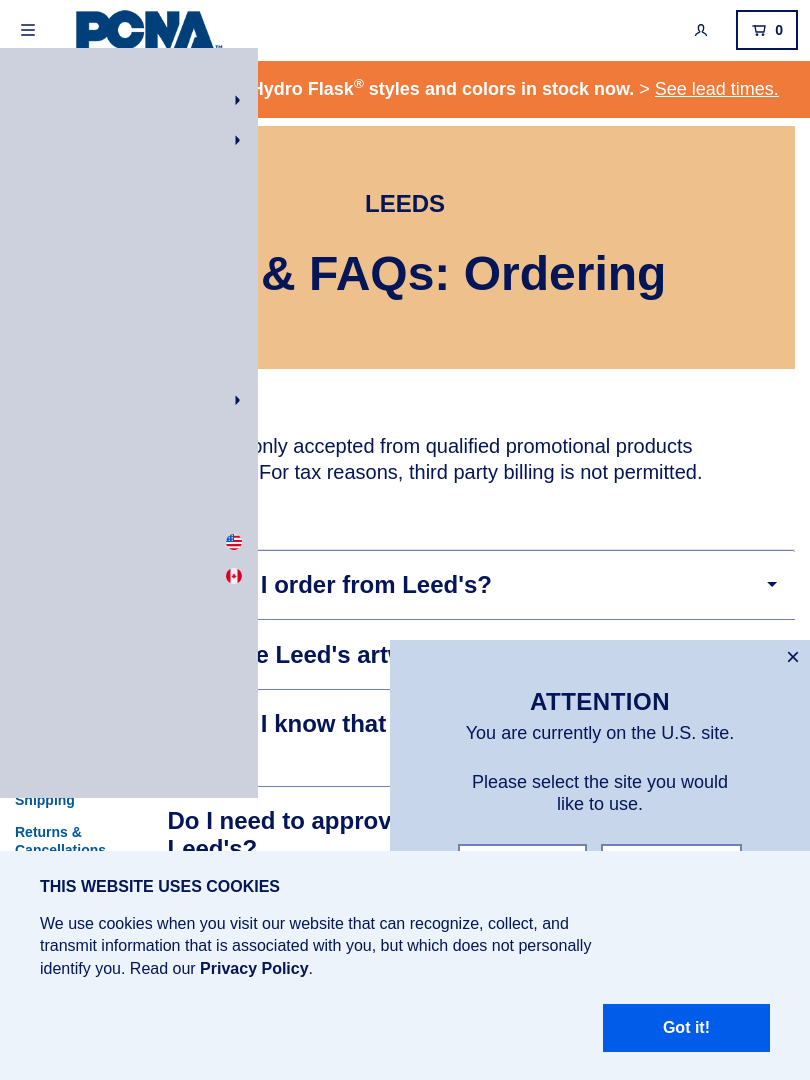 PCNA™
0
Hydro Flask® styles and colors in stock now. > See lead times.
LEEDS
& FAQs: Ordering
only accepted from qualified promotional products
For tax reasons, third party billing is not permitted.
I order from Leed's?
Leed's
I know that
Shipping
Returns &
Cancellations
Do I need to approv
Leed's?
×
ATTENTION
You are currently on the U.S. site.
Please select the site you would
like to use.
THIS WEBSITE USES COOKIES
We use cookies when you visit our website that can recognize, collect, and
transmit information that is associated with you, but which does not personally
identify you. Read our Privacy Policy.
Got it!